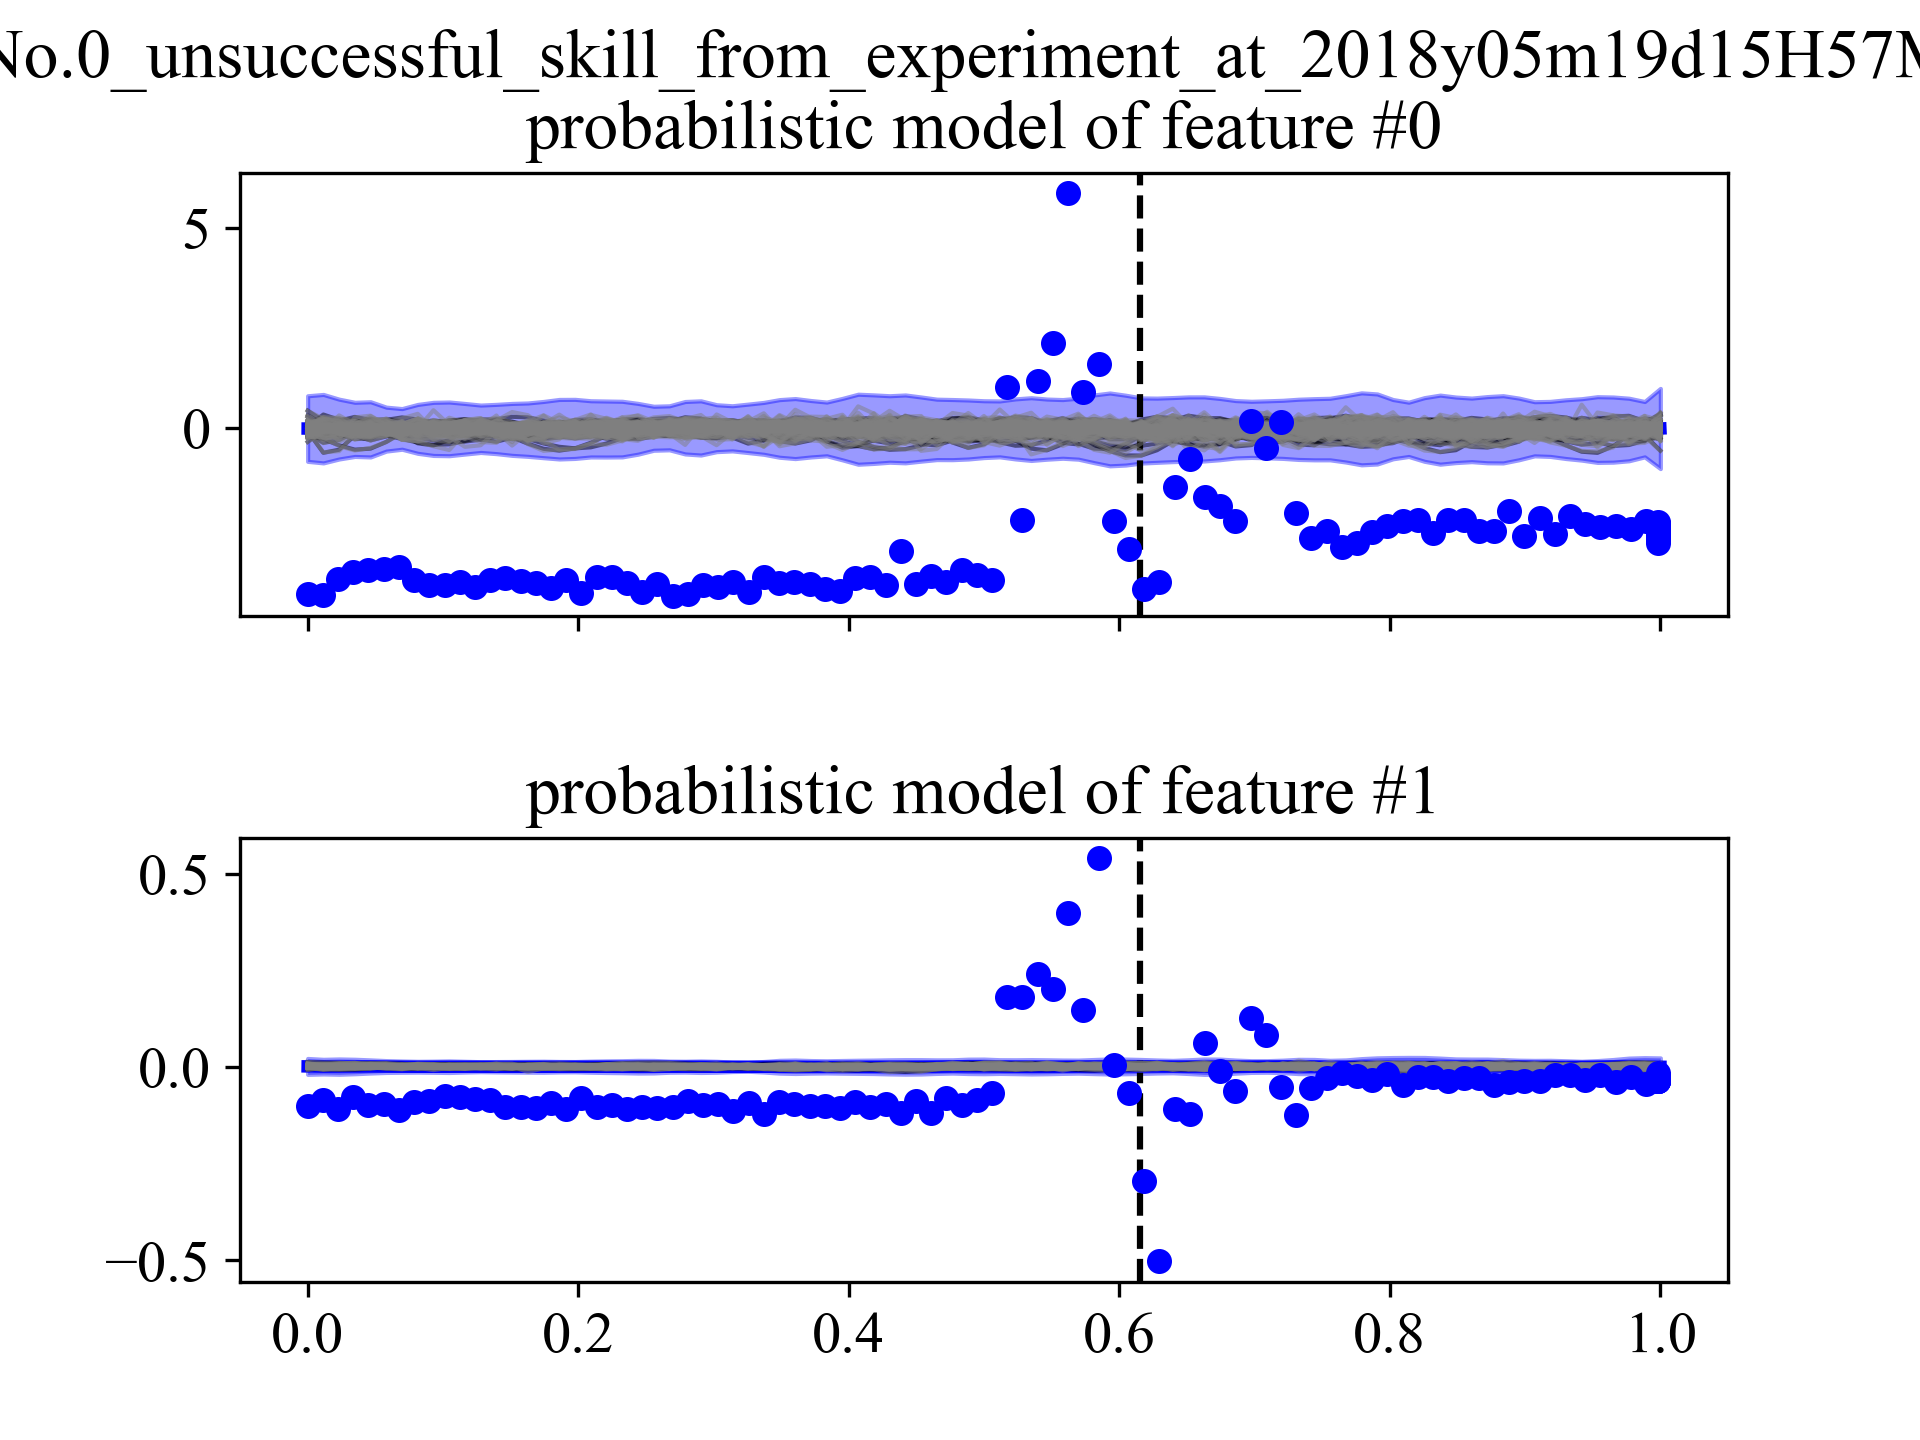 No.0_unsuccessful_skill_from_experiment_at_2018y05m19d15H57M
probabilistic model of feature #0
5
0
probabilistic model of feature #1
0.5
0.0
−0.5
0.0 0.2 0.4 0.6 0.8 1.0